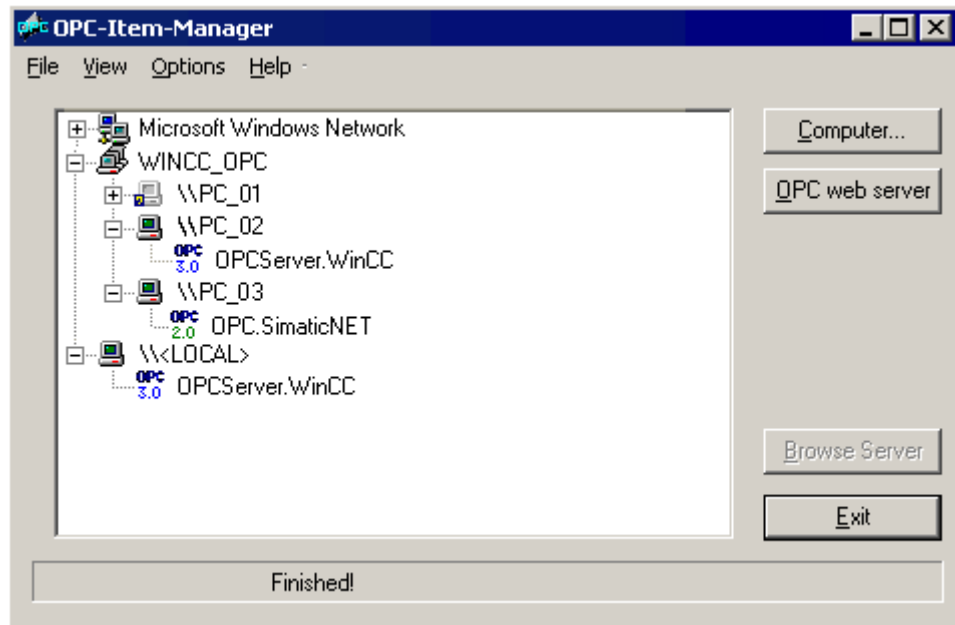 OPC OPC-Item-Manager
File View Options Help
Microsoft Windows Network
Computer...
WINCC_OPC
\\PC_01
OPC web server
\\PC_02
OPC 3.0 OPCServer.WinCC
\\PC_03
OPC 2.0 OPC.SimaticNET
\\<LOCAL>
OPC 3.0 OPCServer.WinCC
Browse Server
Exit
Finished!